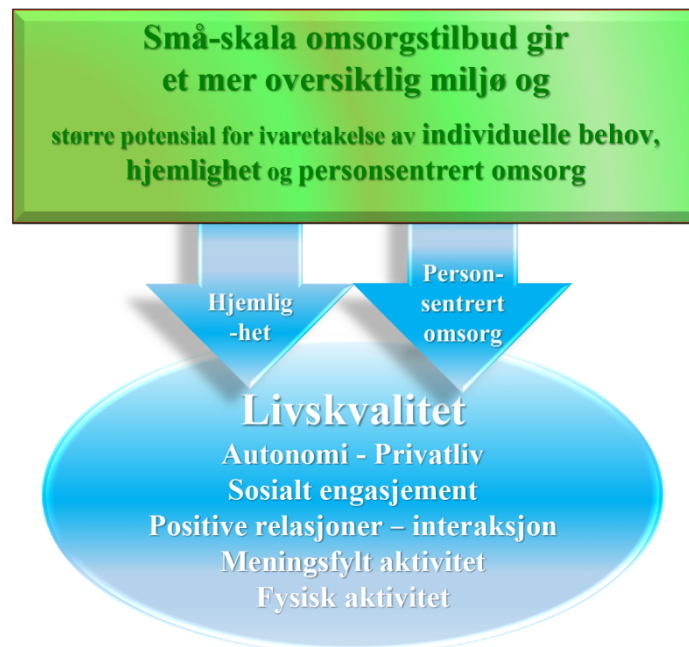 Små-skala omsorgstilbud gir
et mer oversiktlig miljø og
større potensial for ivaretakelse av individuelle behov,
hjemlighet og personsentrert omsorg
Hjemlig
-het
Person-
sentrert
omsorg
Livskvalitet
Autonomi - Privatliv
Sosialt engasjement
Positive relasjoner – interaksjon
Meningsfylt aktivitet
Fysisk aktivitet